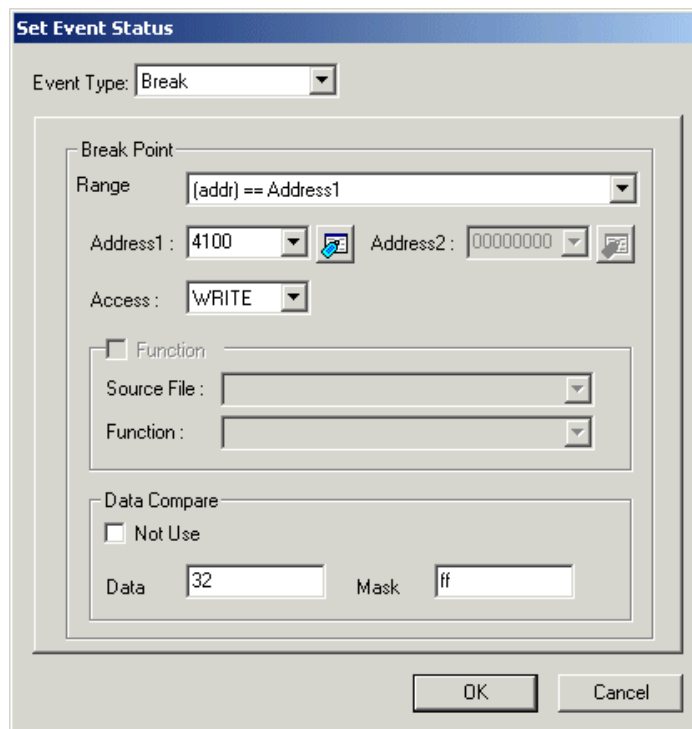 Set Event Status
Event Type: Break
Break Point
Range (addr) == Address1
Address1 : 4100 Address2 : 00000000
Access : WRITE
Function
Source File :
Function :
Data Compare
Not Use
Data 32 Mask ff
OK Cancel